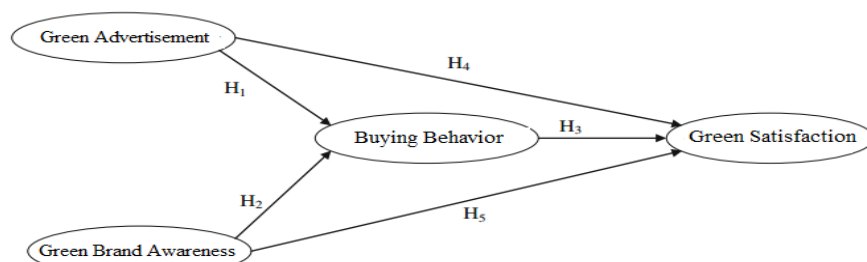 Green Advertisement
H₄
H₁
Buying Behavior
H₃
Green Satisfaction
H₂
H₅
Green Brand Awareness